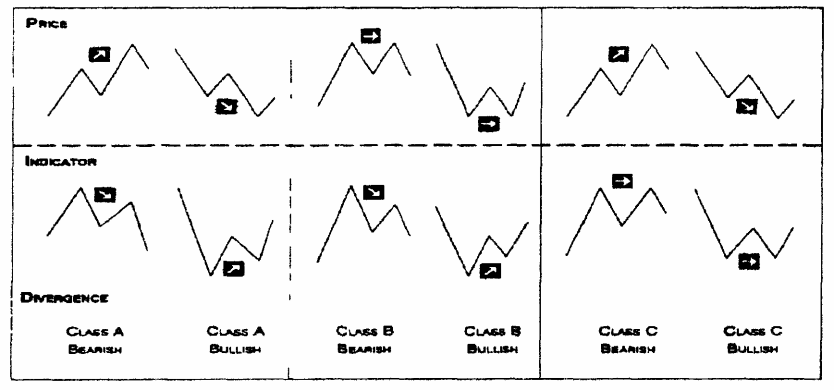 PRICE
INDICATOR
DIVERGENCE
CLASS A CLASS A CLASS B CLASS B CLASS C CLASS C
BEARISH BULLISH BEARISH BULLISH BEARISH BULLISH